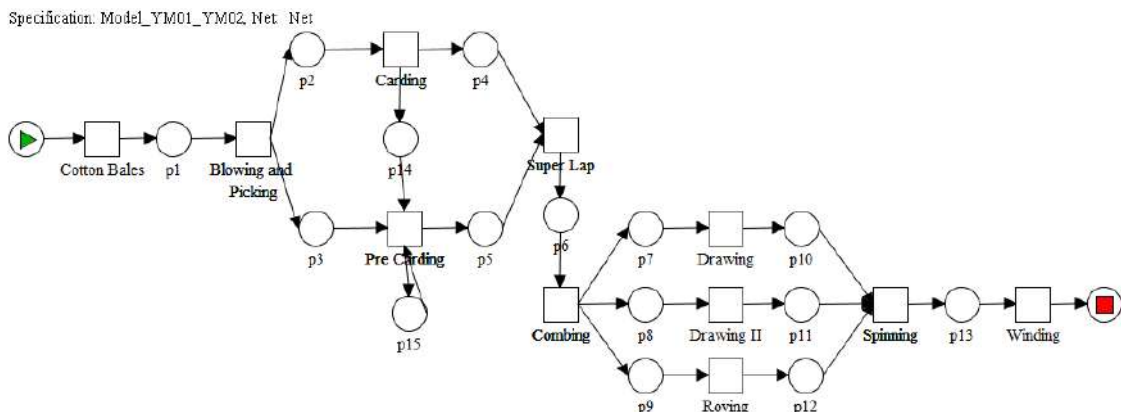 Specification: Model_YM01_YM02, Net: Net
p2
Carding
p4
Cotton Bales
p1
Blowing and
Picking
p14
Super Lap
p3
Pre Carding
p5
p6
p7
Drawing
p10
p15
Combing
p8
Drawing II
p11
Spinning
p13
Winding
p9
Roving
p12